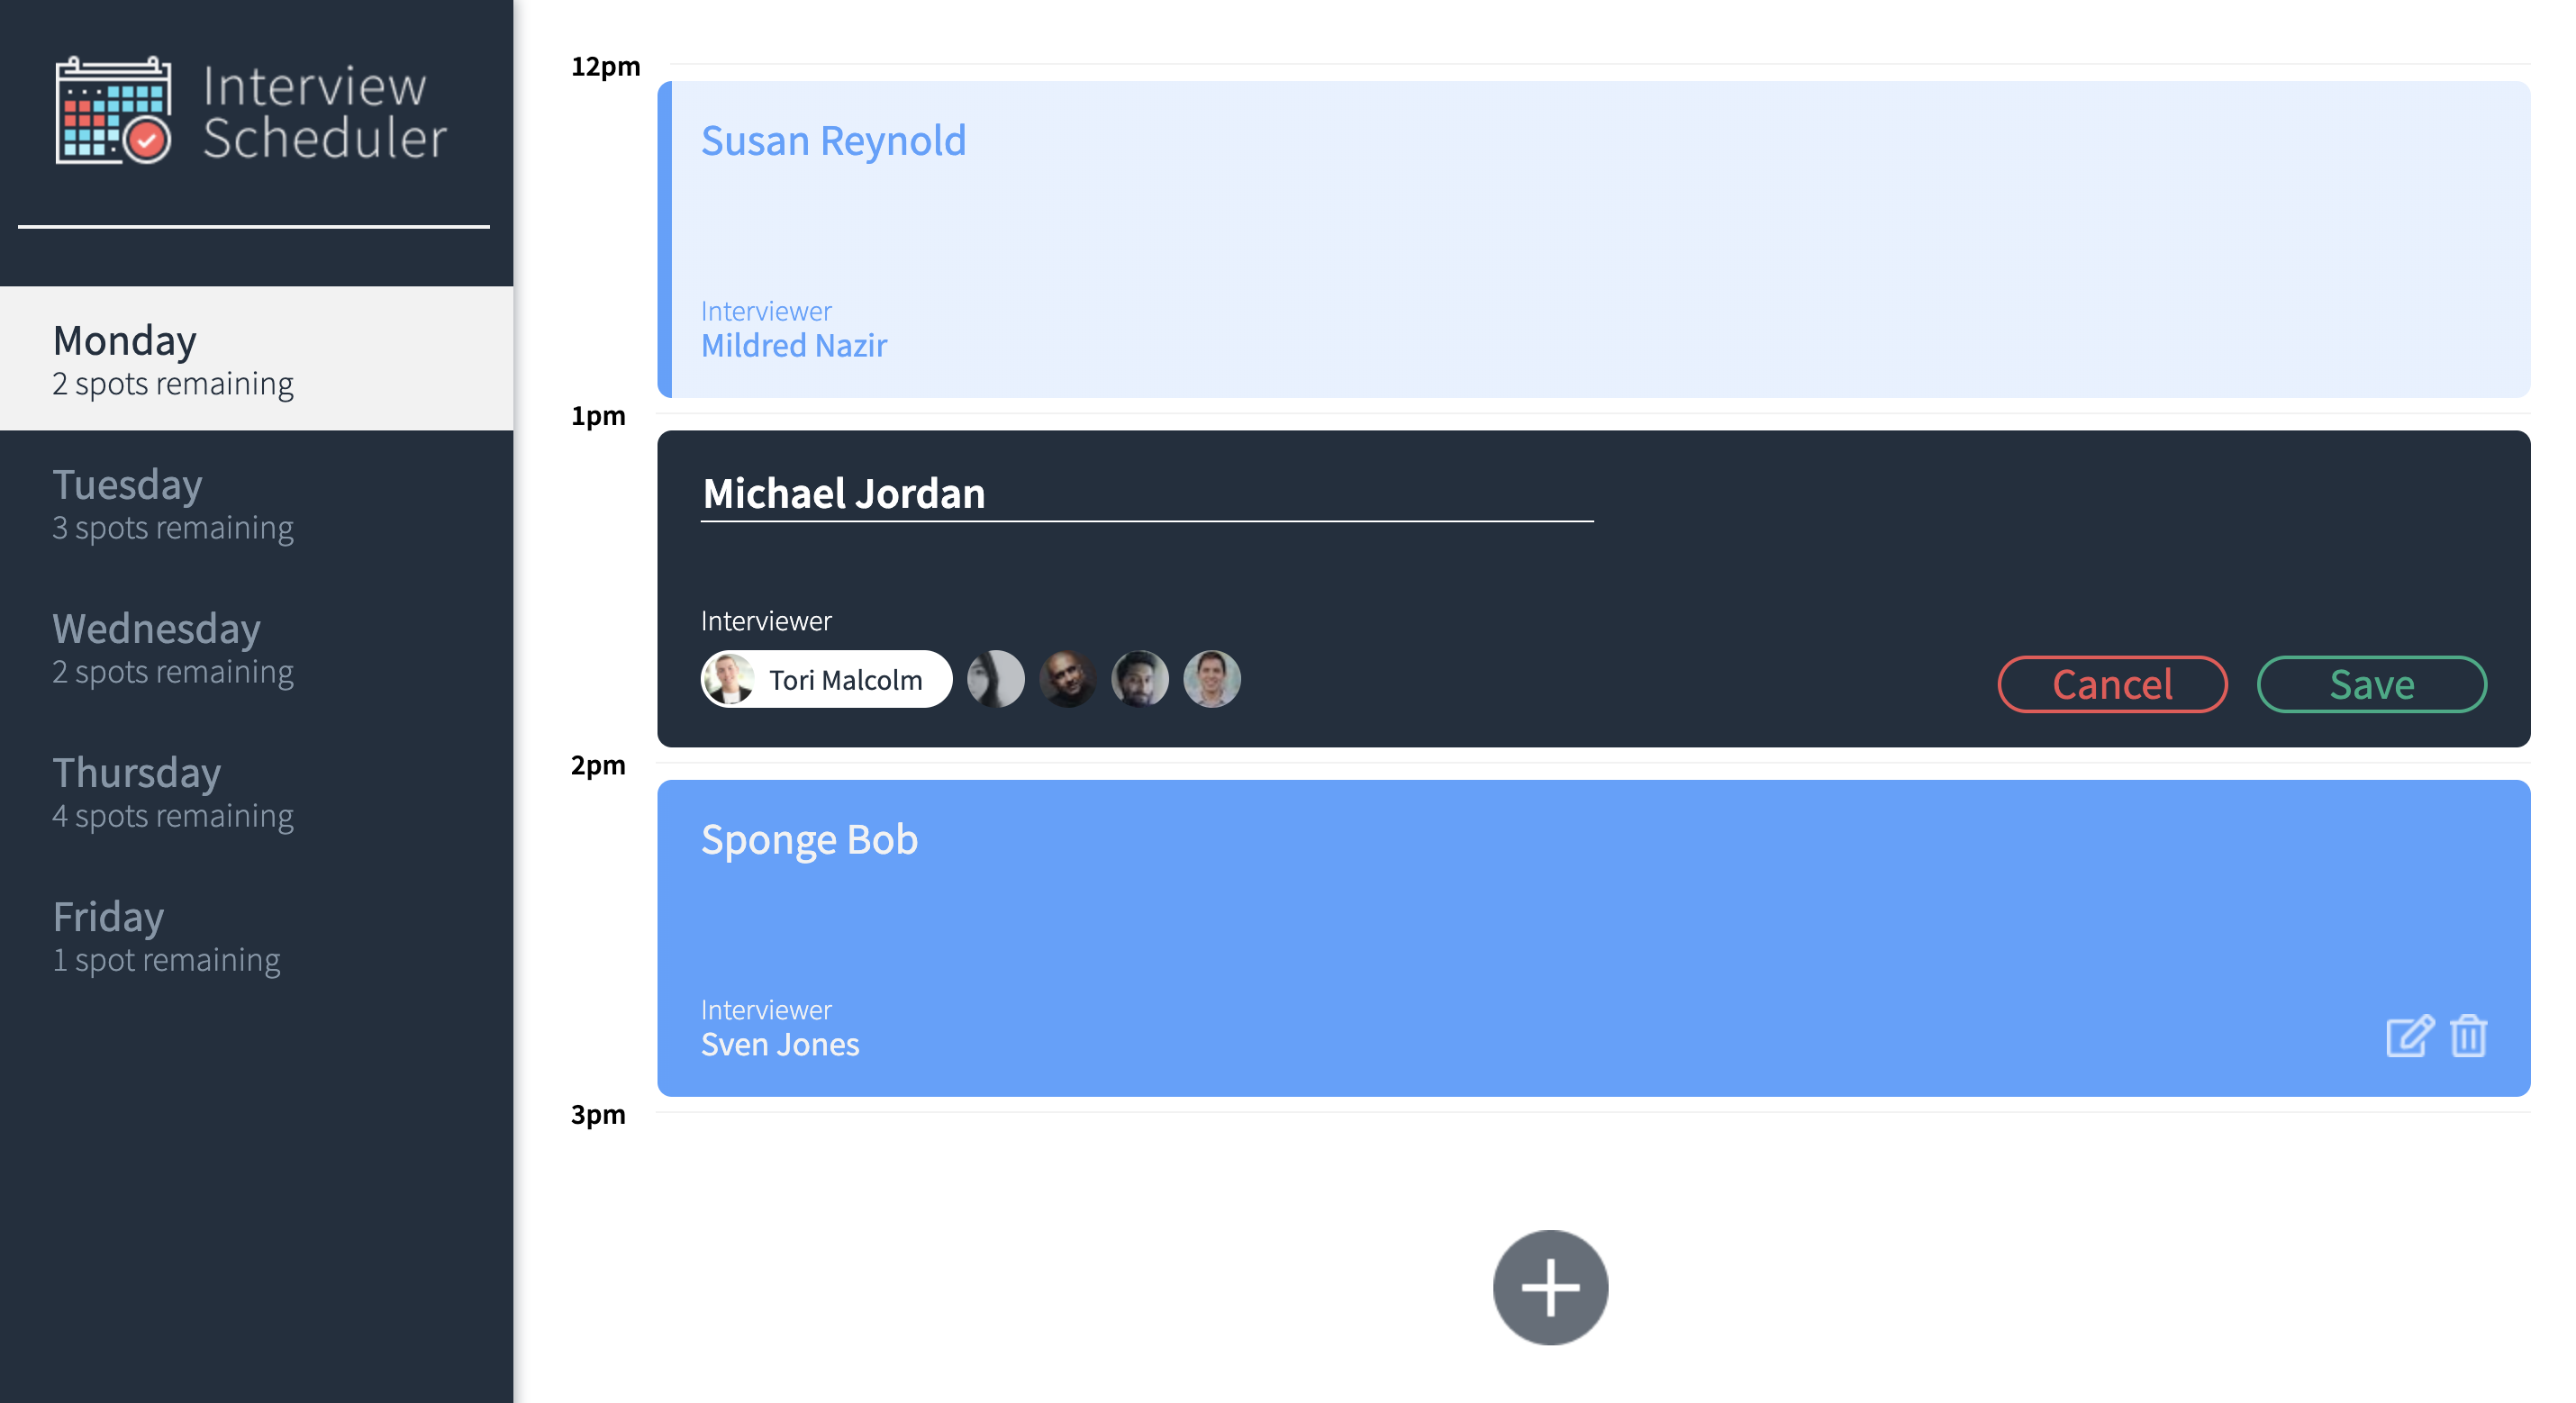 Interview
Scheduler
Monday
2 spots remaining
Tuesday
3 spots remaining
Wednesday
2 spots remaining
Thursday
4 spots remaining
Friday
1 spot remaining
12pm
Susan Reynold
Interviewer
Mildred Nazir
1pm
Michael Jordan
Interviewer
Tori Malcolm
Cancel
Save
2pm
Sponge Bob
Interviewer
Sven Jones
3pm